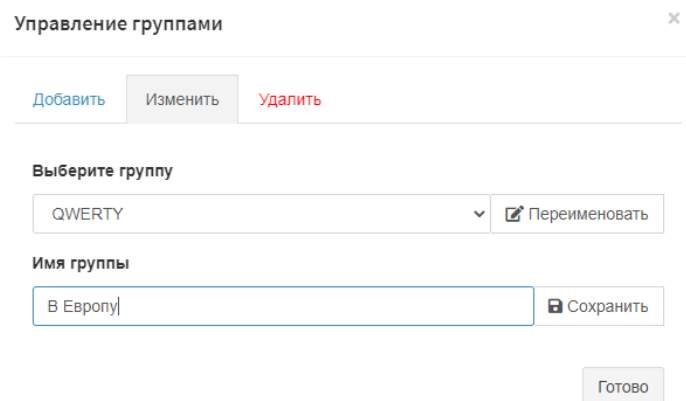 Управление группами
×
Добавить Изменить Удалить
Выберите группу
QWERTY Переименовать
Имя группы
В Европу Сохранить
Готово